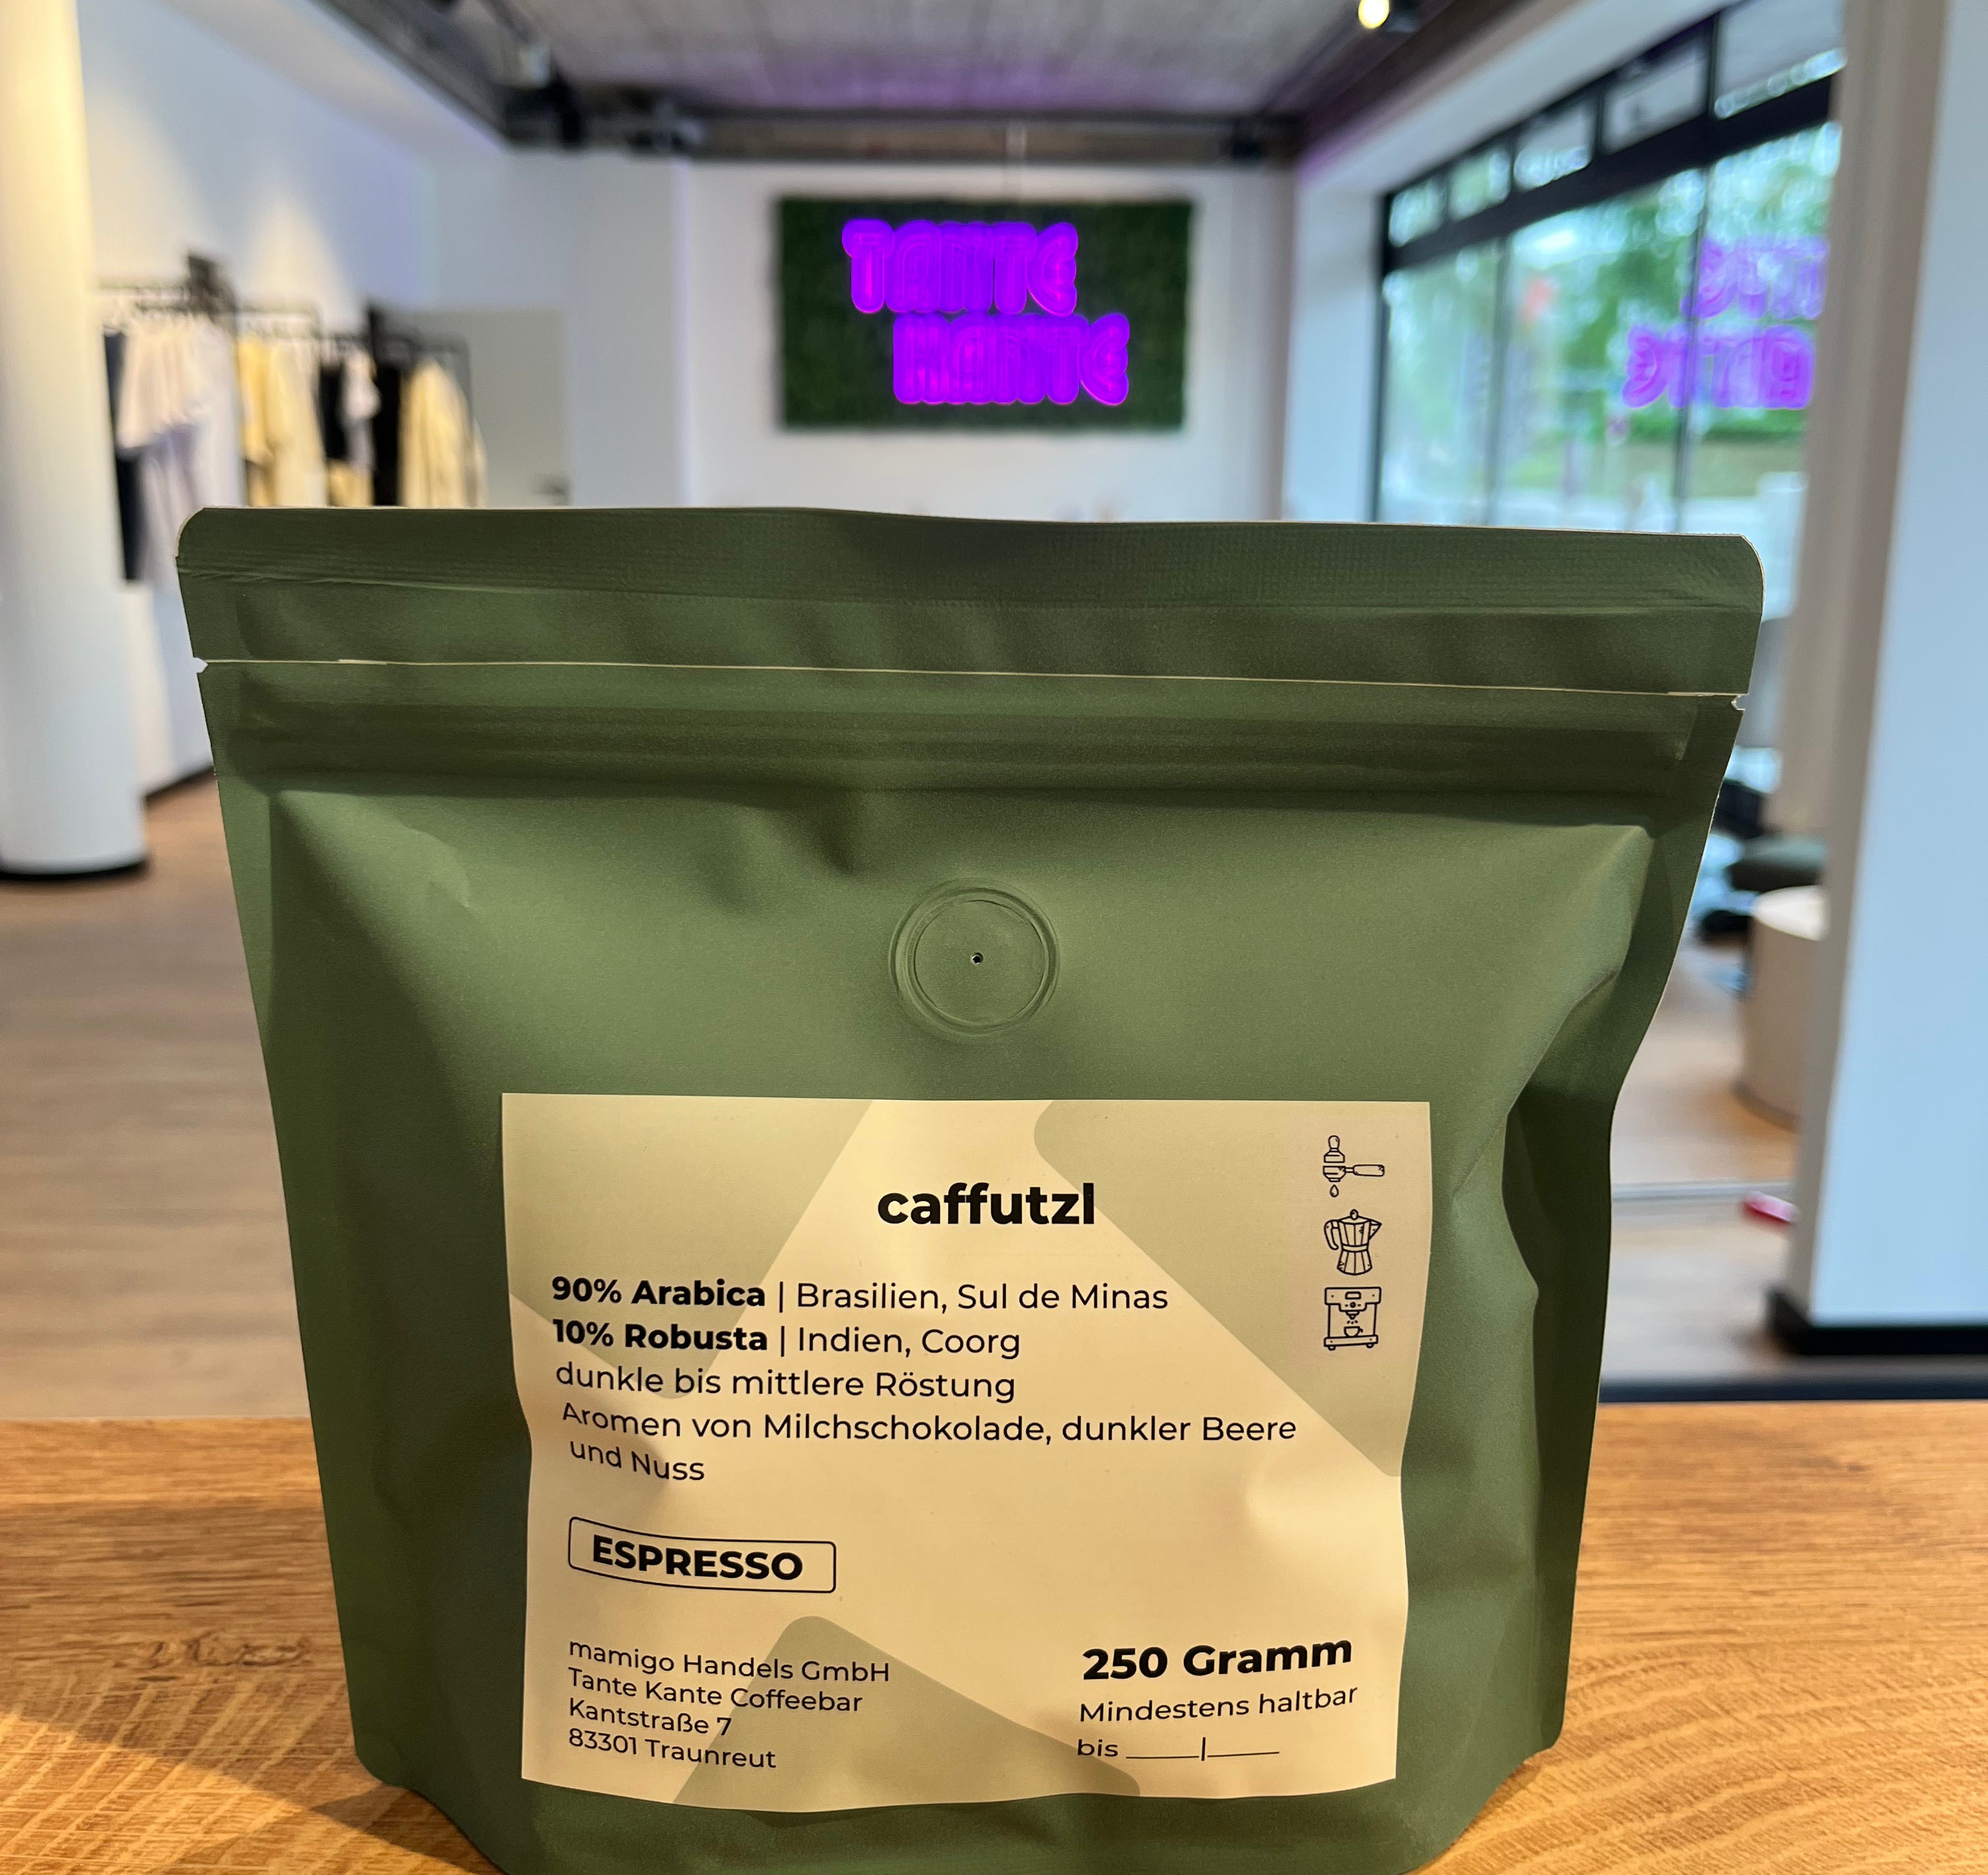 TANTE
KANTE
caffutzl
90% Arabica | Brasilien, Sul de Minas
10% Robusta | Indien, Coorg
dunkle bis mittlere Röstung
Aromen von Milchschokolade, dunkler Beere
und Nuss
ESPRESSO
mamigo Handels GmbH
Tante Kante Coffeebar
Kantstraße 7
83301 Traunreut
250 Gramm
Mindestens haltbar
bis ____|____